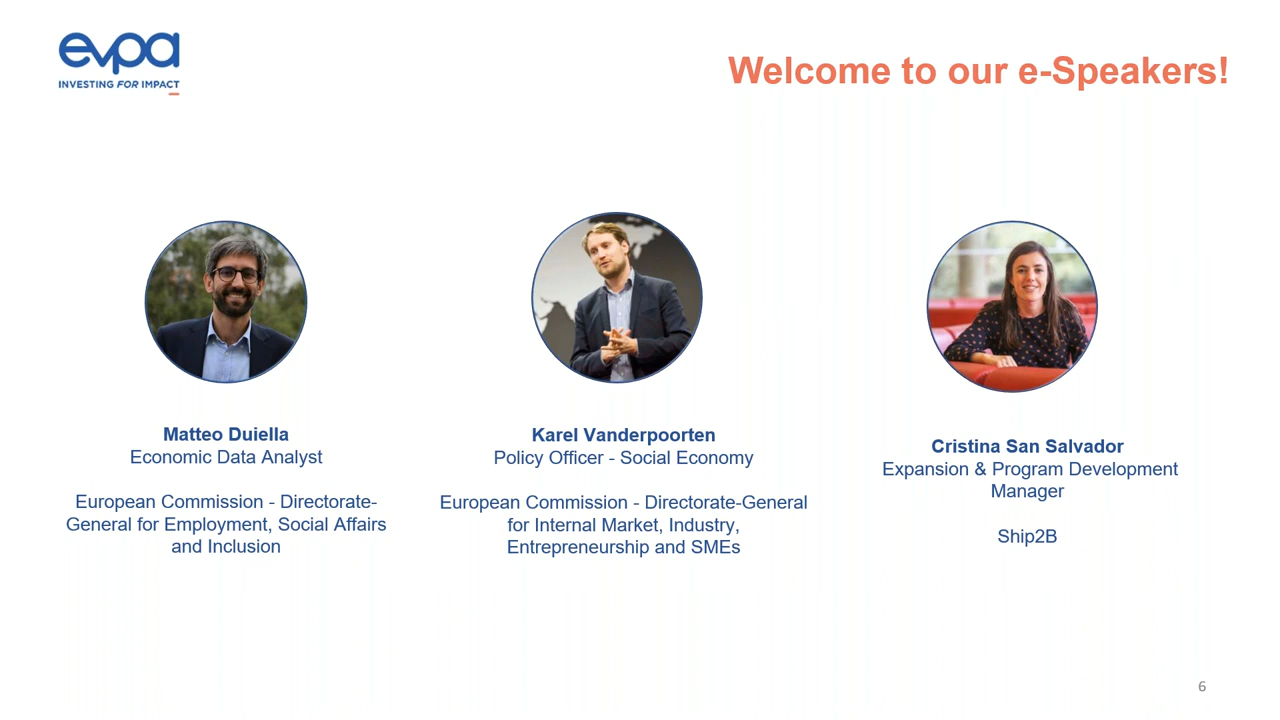 evpa
INVESTING FOR IMPACT
Welcome to our e-Speakers!
Matteo Duiella
Economic Data Analyst
European Commission - Directorate-
General for Employment, Social Affairs
and Inclusion
Karel Vanderpoorten
Policy Officer - Social Economy
European Commission - Directorate-General
for Internal Market, Industry,
Entrepreneurship and SMEs
Cristina San Salvador
Expansion & Program Development
Manager
Ship2B
6